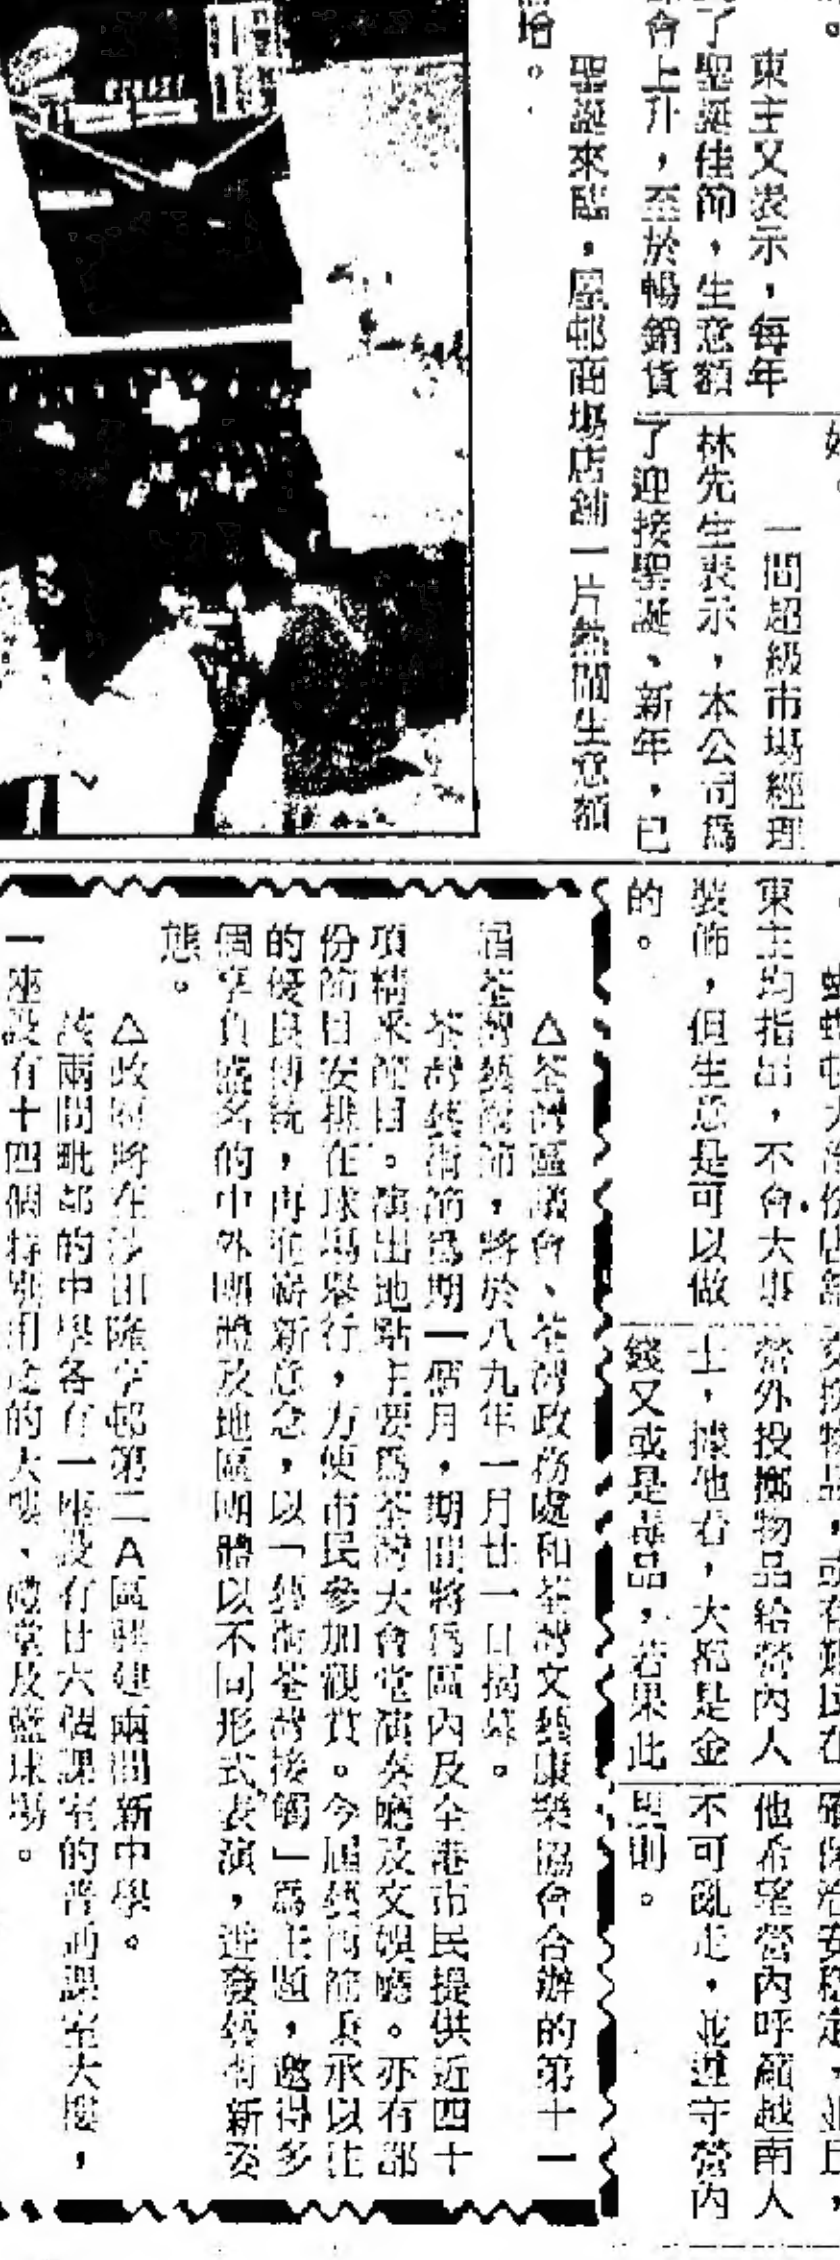 東主又表示，每年
了聖誕佳節，生意額
會上升，至於暢銷貨
聖誕來臨，屋邨商場店舖一片熱鬧生意額
一間超級市場經理
林先生表示，本公司為
了迎接聖誕、新年，已
東主均指出，不會大事
裝飾，但生意是可以做
的。
營外投擲物品給營內人
士，據他看，大都是金
錢又或是毒品，若果此
他希望營內呼籲越南人
不可亂走，並遵守營內
規則。
△荃灣區議會、荃灣政務處和荃灣文藝康樂協會合辦的第十一
屆荃灣藝術節，將於八九年一月廿一日揭幕。
荃灣藝術節為期一個月，期間將為區內及全港市民提供近四十
項精采節目。演出地點主要為荃灣大會堂演奏廳及文娛廳。亦有部
份節目安排在球場舉行，方便市民參加觀賞。今屆藝術節秉承以往
的優良傳統，再進嶄新意念，以「藝術荃灣接觸」為主題，邀得多
個享負盛名的中外團體及地區團體以不同形式表演，迸發藝術新姿
態。
△政府將在沙田隆亨邨第二A區興建兩間新中學。
該兩間毗鄰的中學各有一座設有廿六個課室的普通課室大樓，
一座設有十四個特別用途的大樓、禮堂及籃球場。